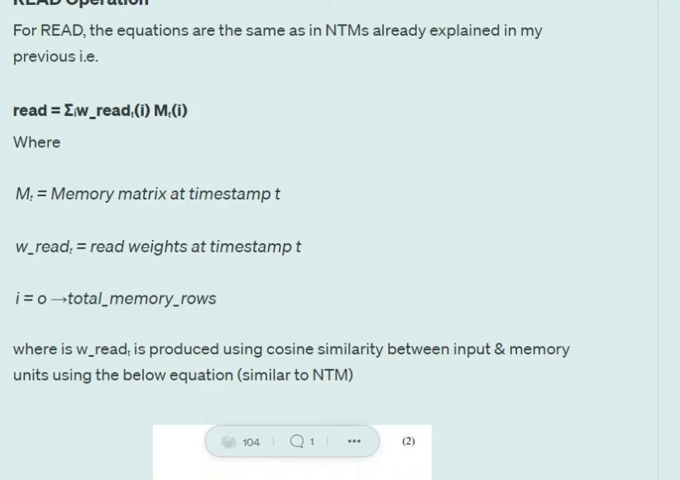 READ Operation
For READ, the equations are the same as in NTMs already explained in my
previous i.e.
read = Σᵢw_readₜ(i) Mₜ(i)
Where
Mₜ = Memory matrix at timestamp t
w_readₜ = read weights at timestamp t
i = o →total_memory_rows
where is w_readₜ is produced using cosine similarity between input & memory
units using the below equation (similar to NTM)
104 1 ••• (2)